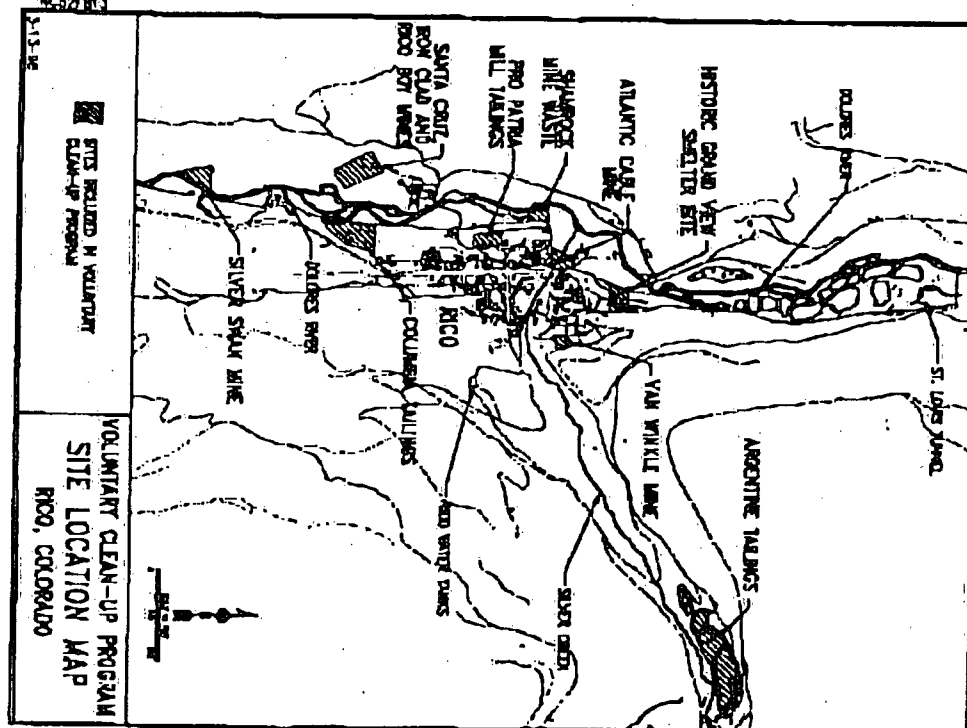 DOLORES RIVER
ST. LOUIS TUNNEL
HISTORIC GRAND VIEW
SMELTER SITE
ATLANTIC CABLE
MINE
SHAMROCK
MINE WASTE
PRO PATRIA
MILL TAILINGS
SANTA CRUZ
IRON CLAD AND
RICO BOY MINES
VAN WINKLE MINE
ARGENTINE TAILINGS
RICO
SILVER CREEK
WATER TANKS
COLUMBIA TAILINGS
DOLORES RIVER
SILVER SWAN MINE
SITES INCLUDED IN VOLUNTARY
CLEAN-UP PROGRAM
VOLUNTARY CLEAN-UP PROGRAM
SITE LOCATION MAP
RICO, COLORADO